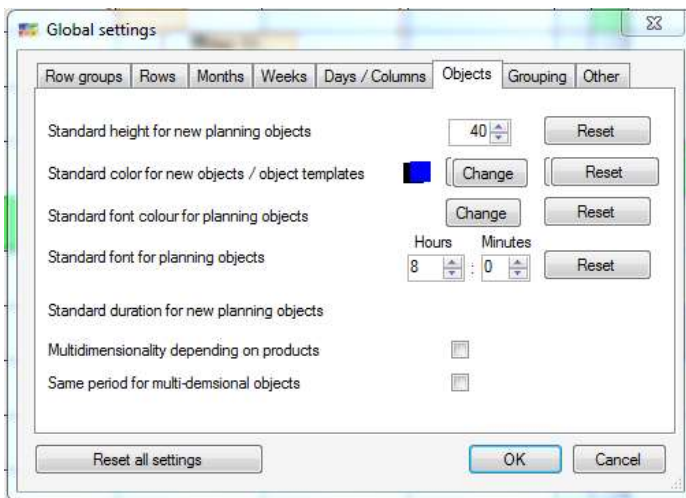 Global settings
Row groups Rows Months Weeks Days / Columns Objects Grouping Other
Standard height for new planning objects 40 Reset
Standard color for new objects / object templates Change Reset
Standard font colour for planning objects Change Reset
Hours Minutes
Standard font for planning objects 8 : 0 Reset
Standard duration for new planning objects
Multidimensionality depending on products
Same period for multi-demsional objects
Reset all settings OK Cancel